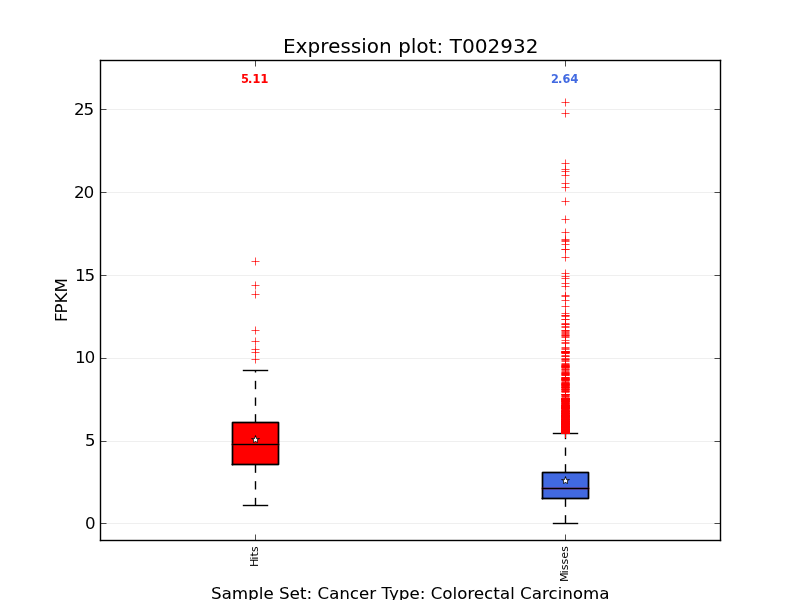 Expression plot: T002932
5.11
2.64
25
20
15
10
5
0
FPKM
Hits
Misses
Sample Set: Cancer Type: Colorectal Carcinoma